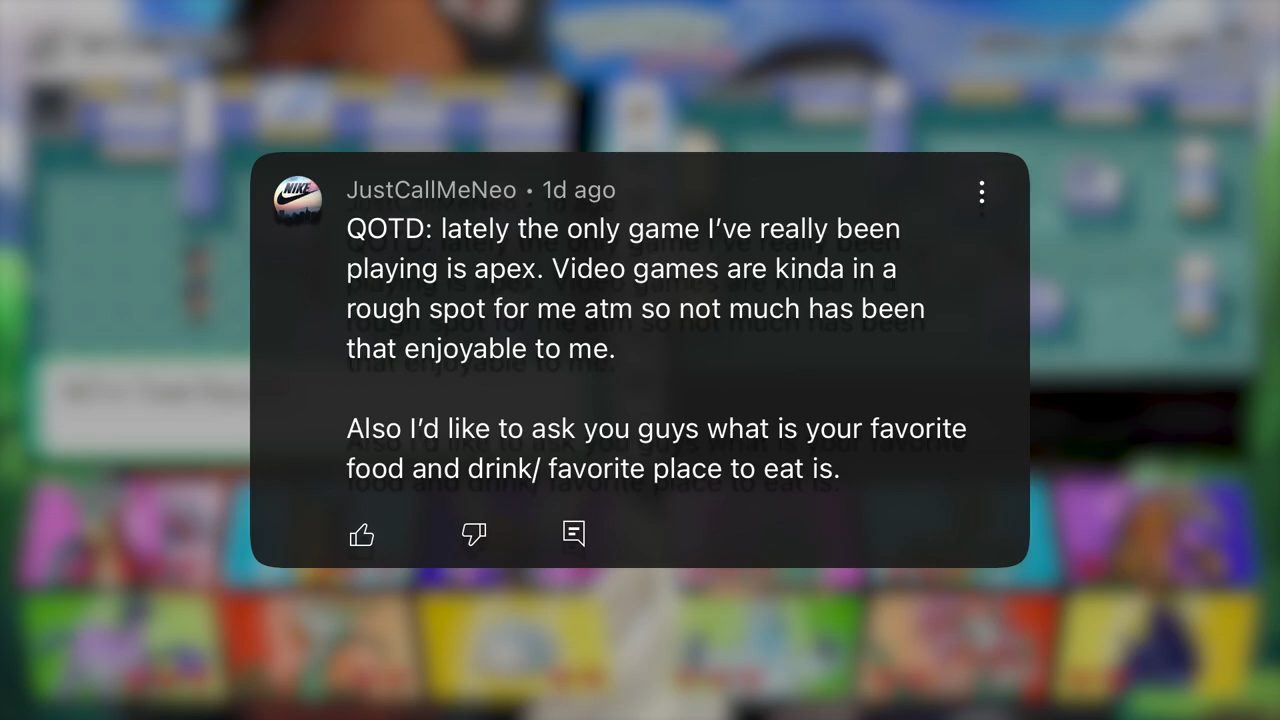 NIKE
JustCallMeNeo • 1d ago
QOTD: lately the only game I’ve really been
playing is apex. Video games are kinda in a
rough spot for me atm so not much has been
that enjoyable to me.
Also I’d like to ask you guys what is your favorite
food and drink/ favorite place to eat is.